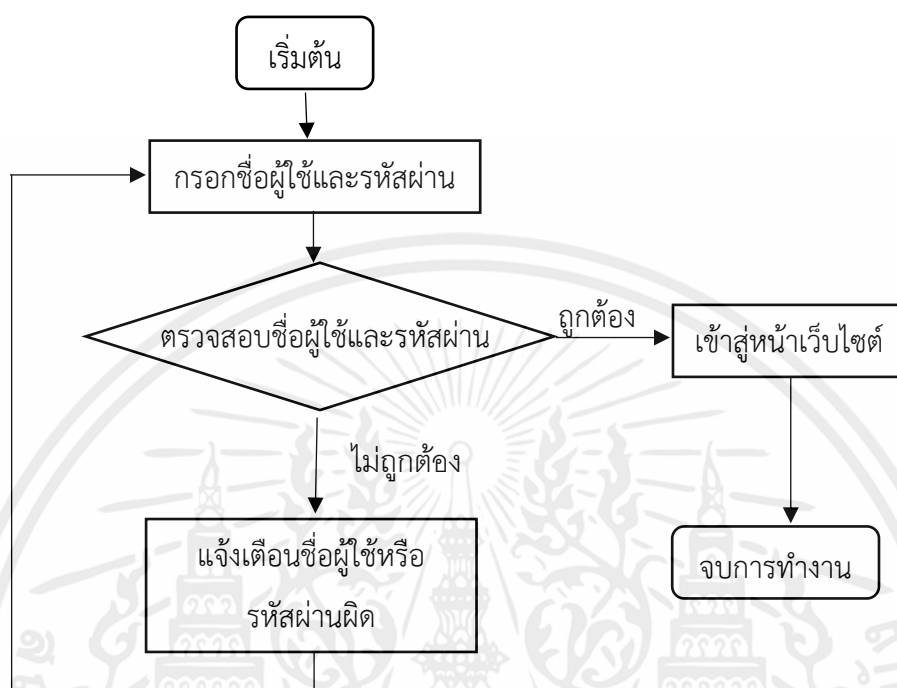 เริ่มต้น
กรอกชื่อผู้ใช้และรหัสผ่าน
ตรวจสอบชื่อผู้ใช้และรหัสผ่าน
ถูกต้อง
เข้าสู่หน้าเว็บไซต์
ไม่ถูกต้อง
แจ้งเตือนชื่อผู้ใช้หรือ
รหัสผ่านผิด
จบการทำงาน